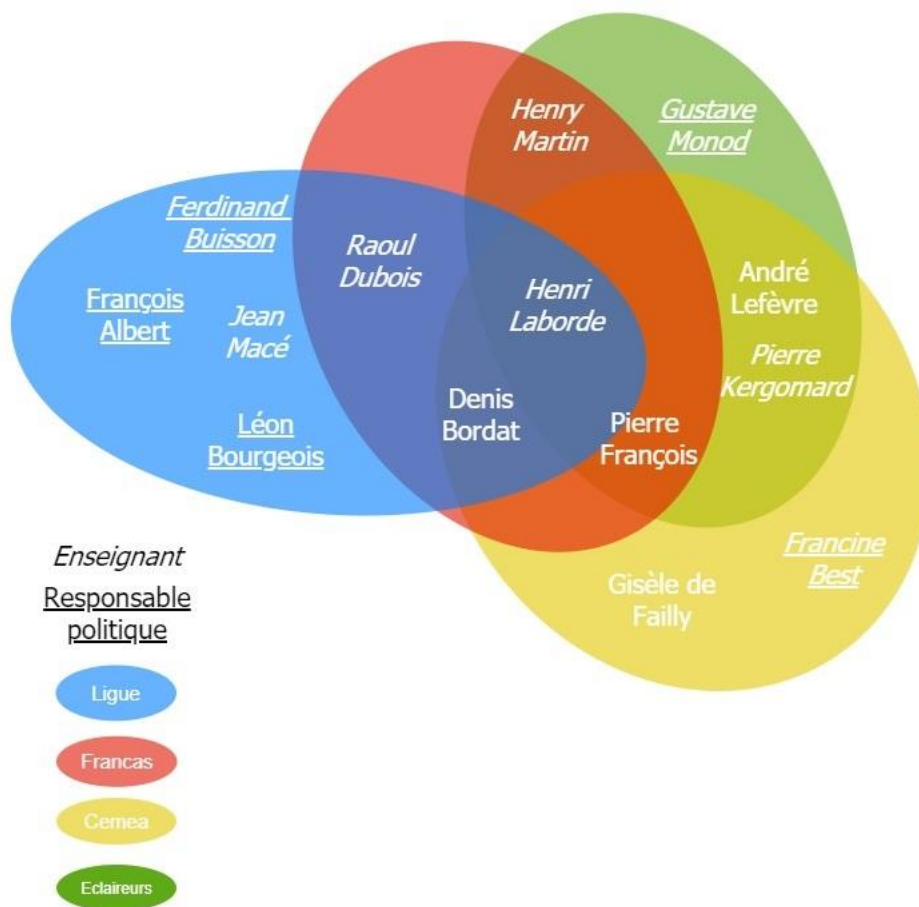 Henry
Martin
Gustave
Monod
Ferdinand
Buisson
Raoul
Dubois
François
Albert
Jean
Macé
Henri
Laborde
André
Lefèvre
Pierre
Kergomard
Denis
Bordat
Pierre
François
Léon
Bourgeois
Francine
Best
Gisèle de
Failly
Enseignant
Responsable
politique
Ligue
Francas
Cemea
Eclaireurs